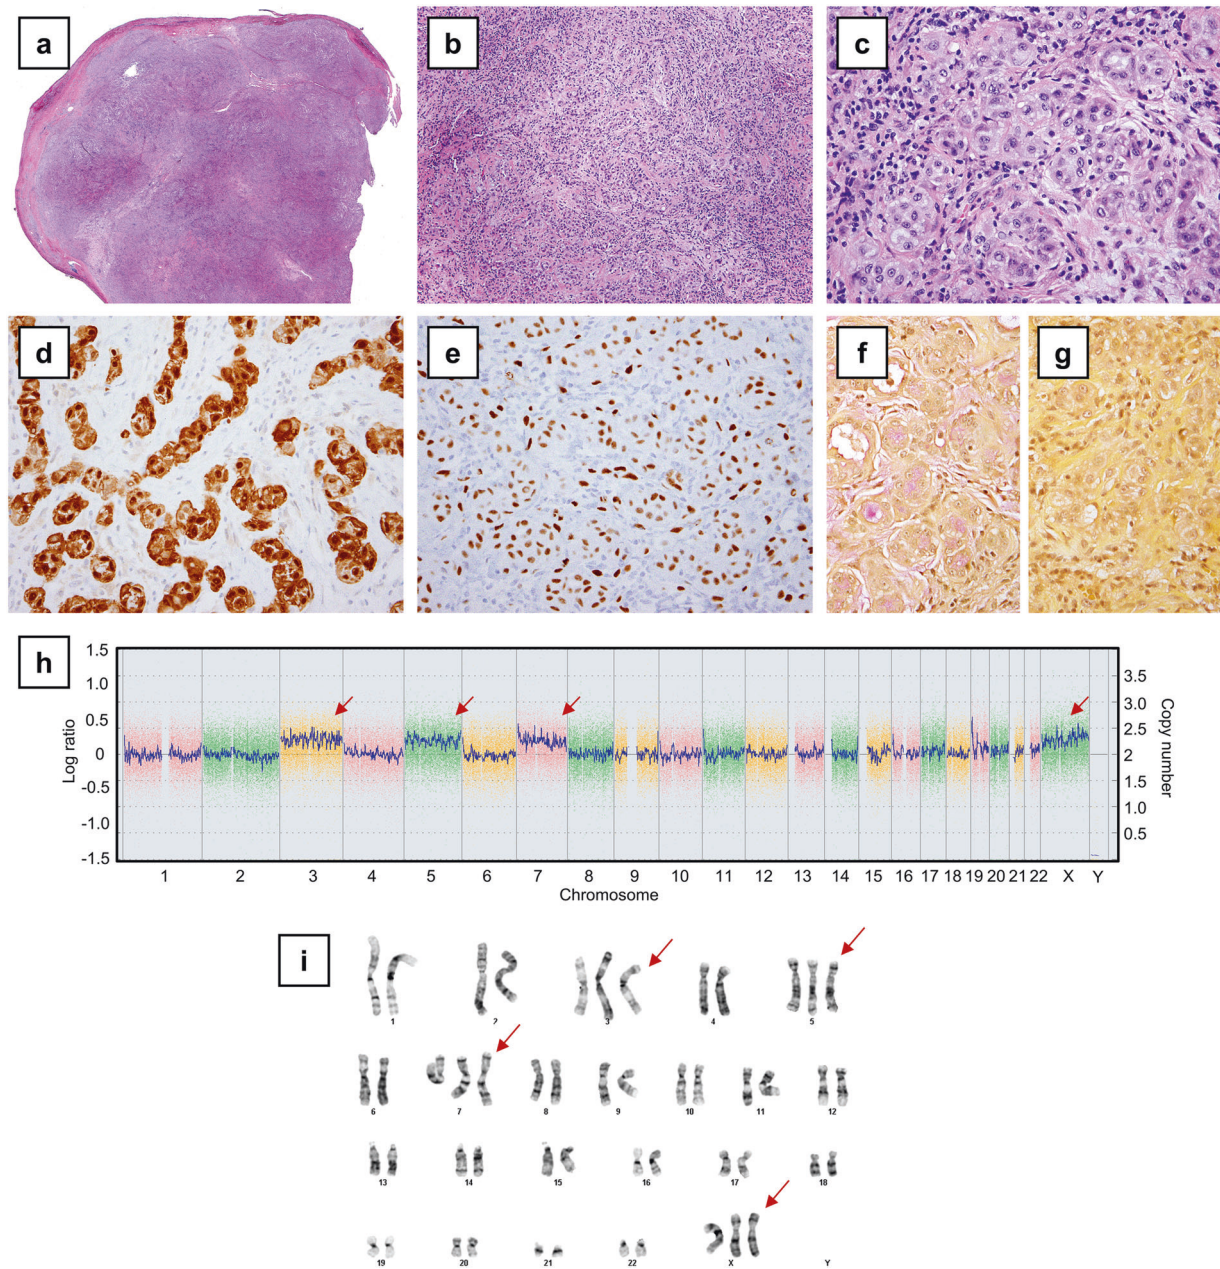 a
b
c
d
e
f
g
h
1.5
1.0
0.5
0
-0.5
-1.0
-1.5
Log ratio
3.5
3.0
2.5
2
1.5
1.0
0.5
Copy number
1 2 3 4 5 6 7 8 9 10 11 12 13 14 15 16 17 18 19 20 21 22 X Y
Chromosome
i
1 2 3 4 5
6 7 8 9 10 11 12
13 14 15 16 17 18
19 20 21 22 X Y